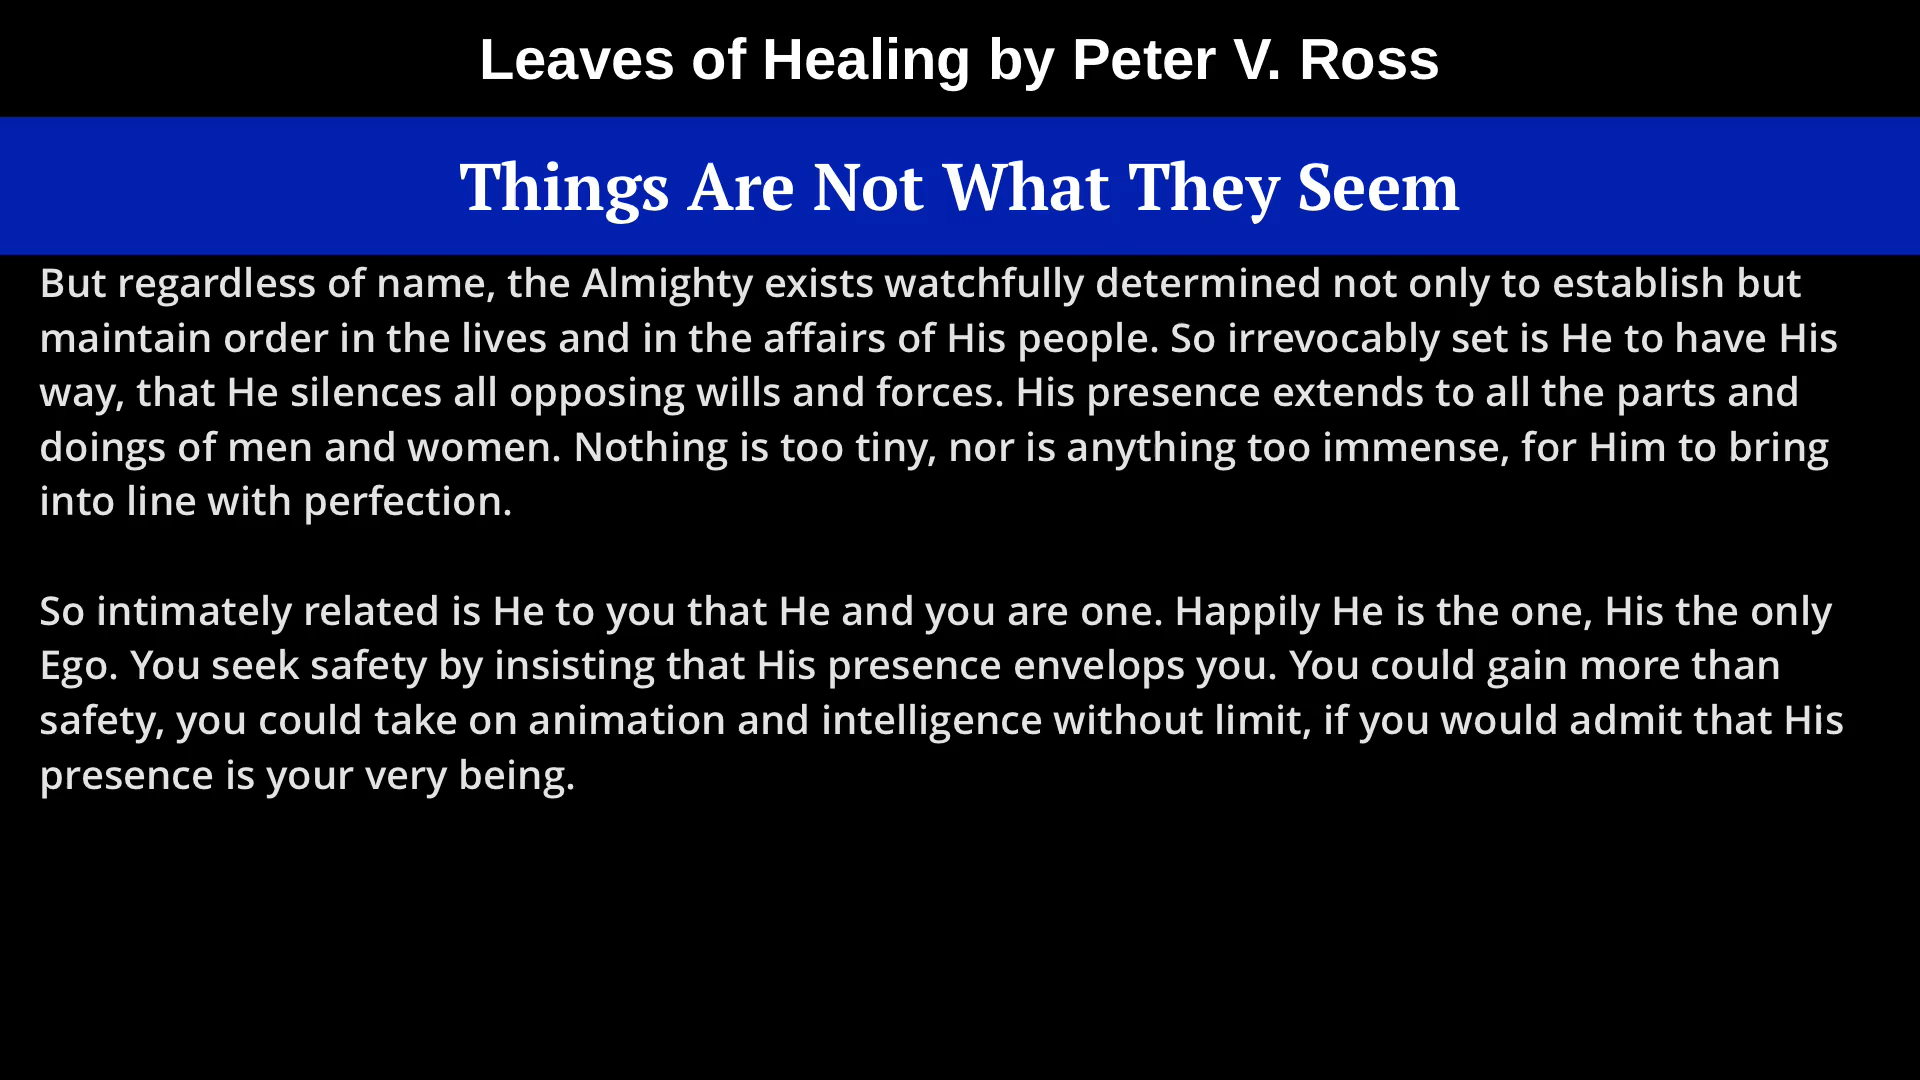 Leaves of Healing by Peter V. Ross
Things Are Not What They Seem
But regardless of name, the Almighty exists watchfully determined not only to establish but
maintain order in the lives and in the affairs of His people. So irrevocably set is He to have His
way, that He silences all opposing wills and forces. His presence extends to all the parts and
doings of men and women. Nothing is too tiny, nor is anything too immense, for Him to bring
into line with perfection.
So intimately related is He to you that He and you are one. Happily He is the one, His the only
Ego. You seek safety by insisting that His presence envelops you. You could gain more than
safety, you could take on animation and intelligence without limit, if you would admit that His
presence is your very being.